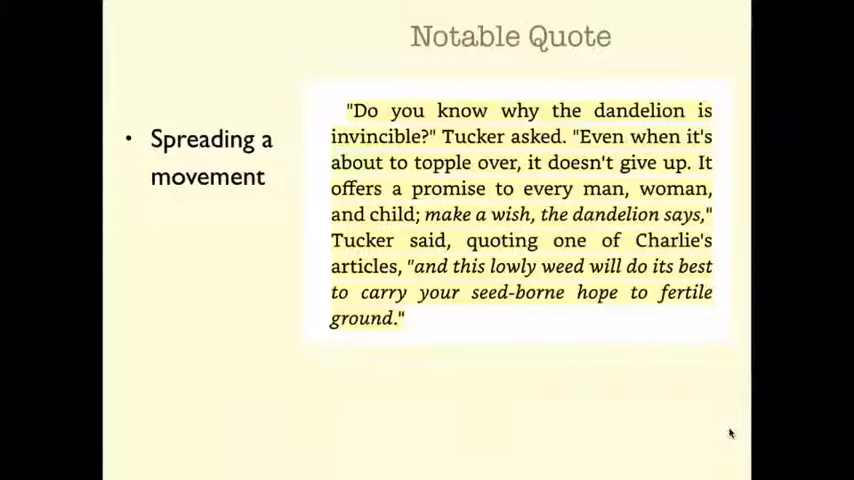 Notable Quote
• Spreading a
movement
"Do you know why the dandelion is
invincible?" Tucker asked. "Even when it's
about to topple over, it doesn't give up. It
offers a promise to every man, woman,
and child; make a wish, the dandelion says,"
Tucker said, quoting one of Charlie's
articles, "and this lowly weed will do its best
to carry your seed-borne hope to fertile
ground."